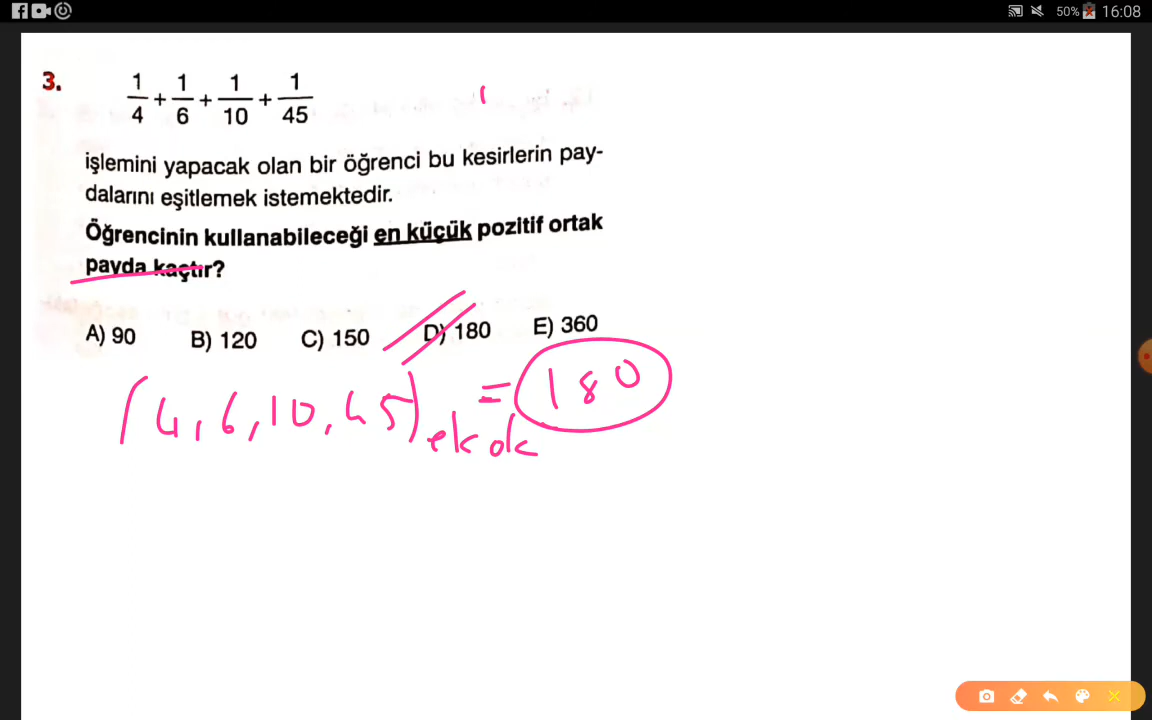 50% 16:08
3. 1/4 + 1/6 + 1/10 + 1/45
işlemini yapacak olan bir öğrenci bu kesirlerin pay-
dalarını eşitlemek istemektedir.
Öğrencinin kullanabileceği en küçük pozitif ortak
payda kaçtır?
A) 90 B) 120 C) 150 D) 180 E) 360
(4, 6, 10, 45) ekok = 180